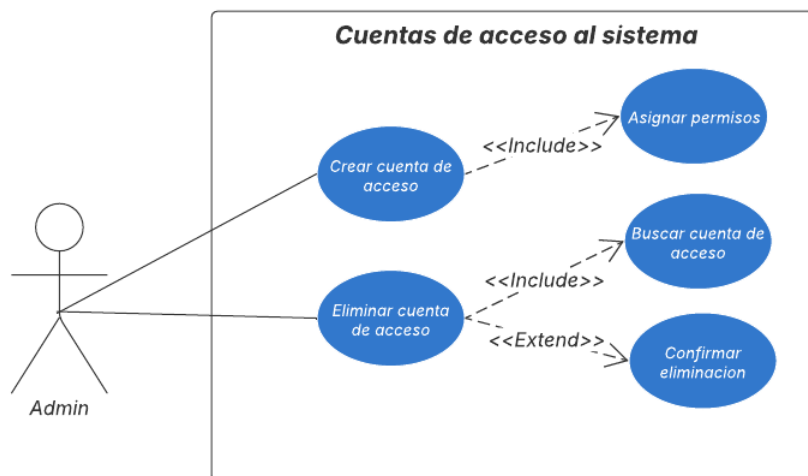 Cuentas de acceso al sistema
Asignar permisos
<<Include>>
Crear cuenta de
acceso
Buscar cuenta de
acceso
<<Include>>
Eliminar cuenta
de acceso
<<Extend>>
Confirmar
eliminacion
Admin